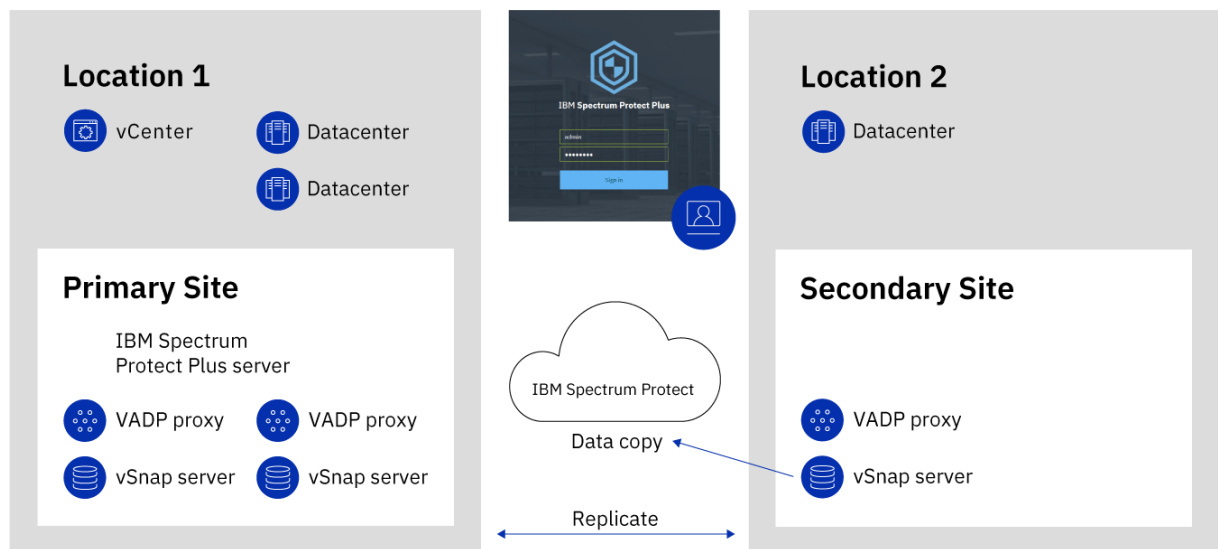 Location 1
vCenter
Datacenter
Datacenter
Primary Site
IBM Spectrum
Protect Plus server
VADP proxy
VADP proxy
vSnap server
vSnap server
IBM Spectrum Protect Plus
admin
Sign in
IBM Spectrum Protect
Data copy
Replicate
Location 2
Datacenter
Secondary Site
VADP proxy
vSnap server